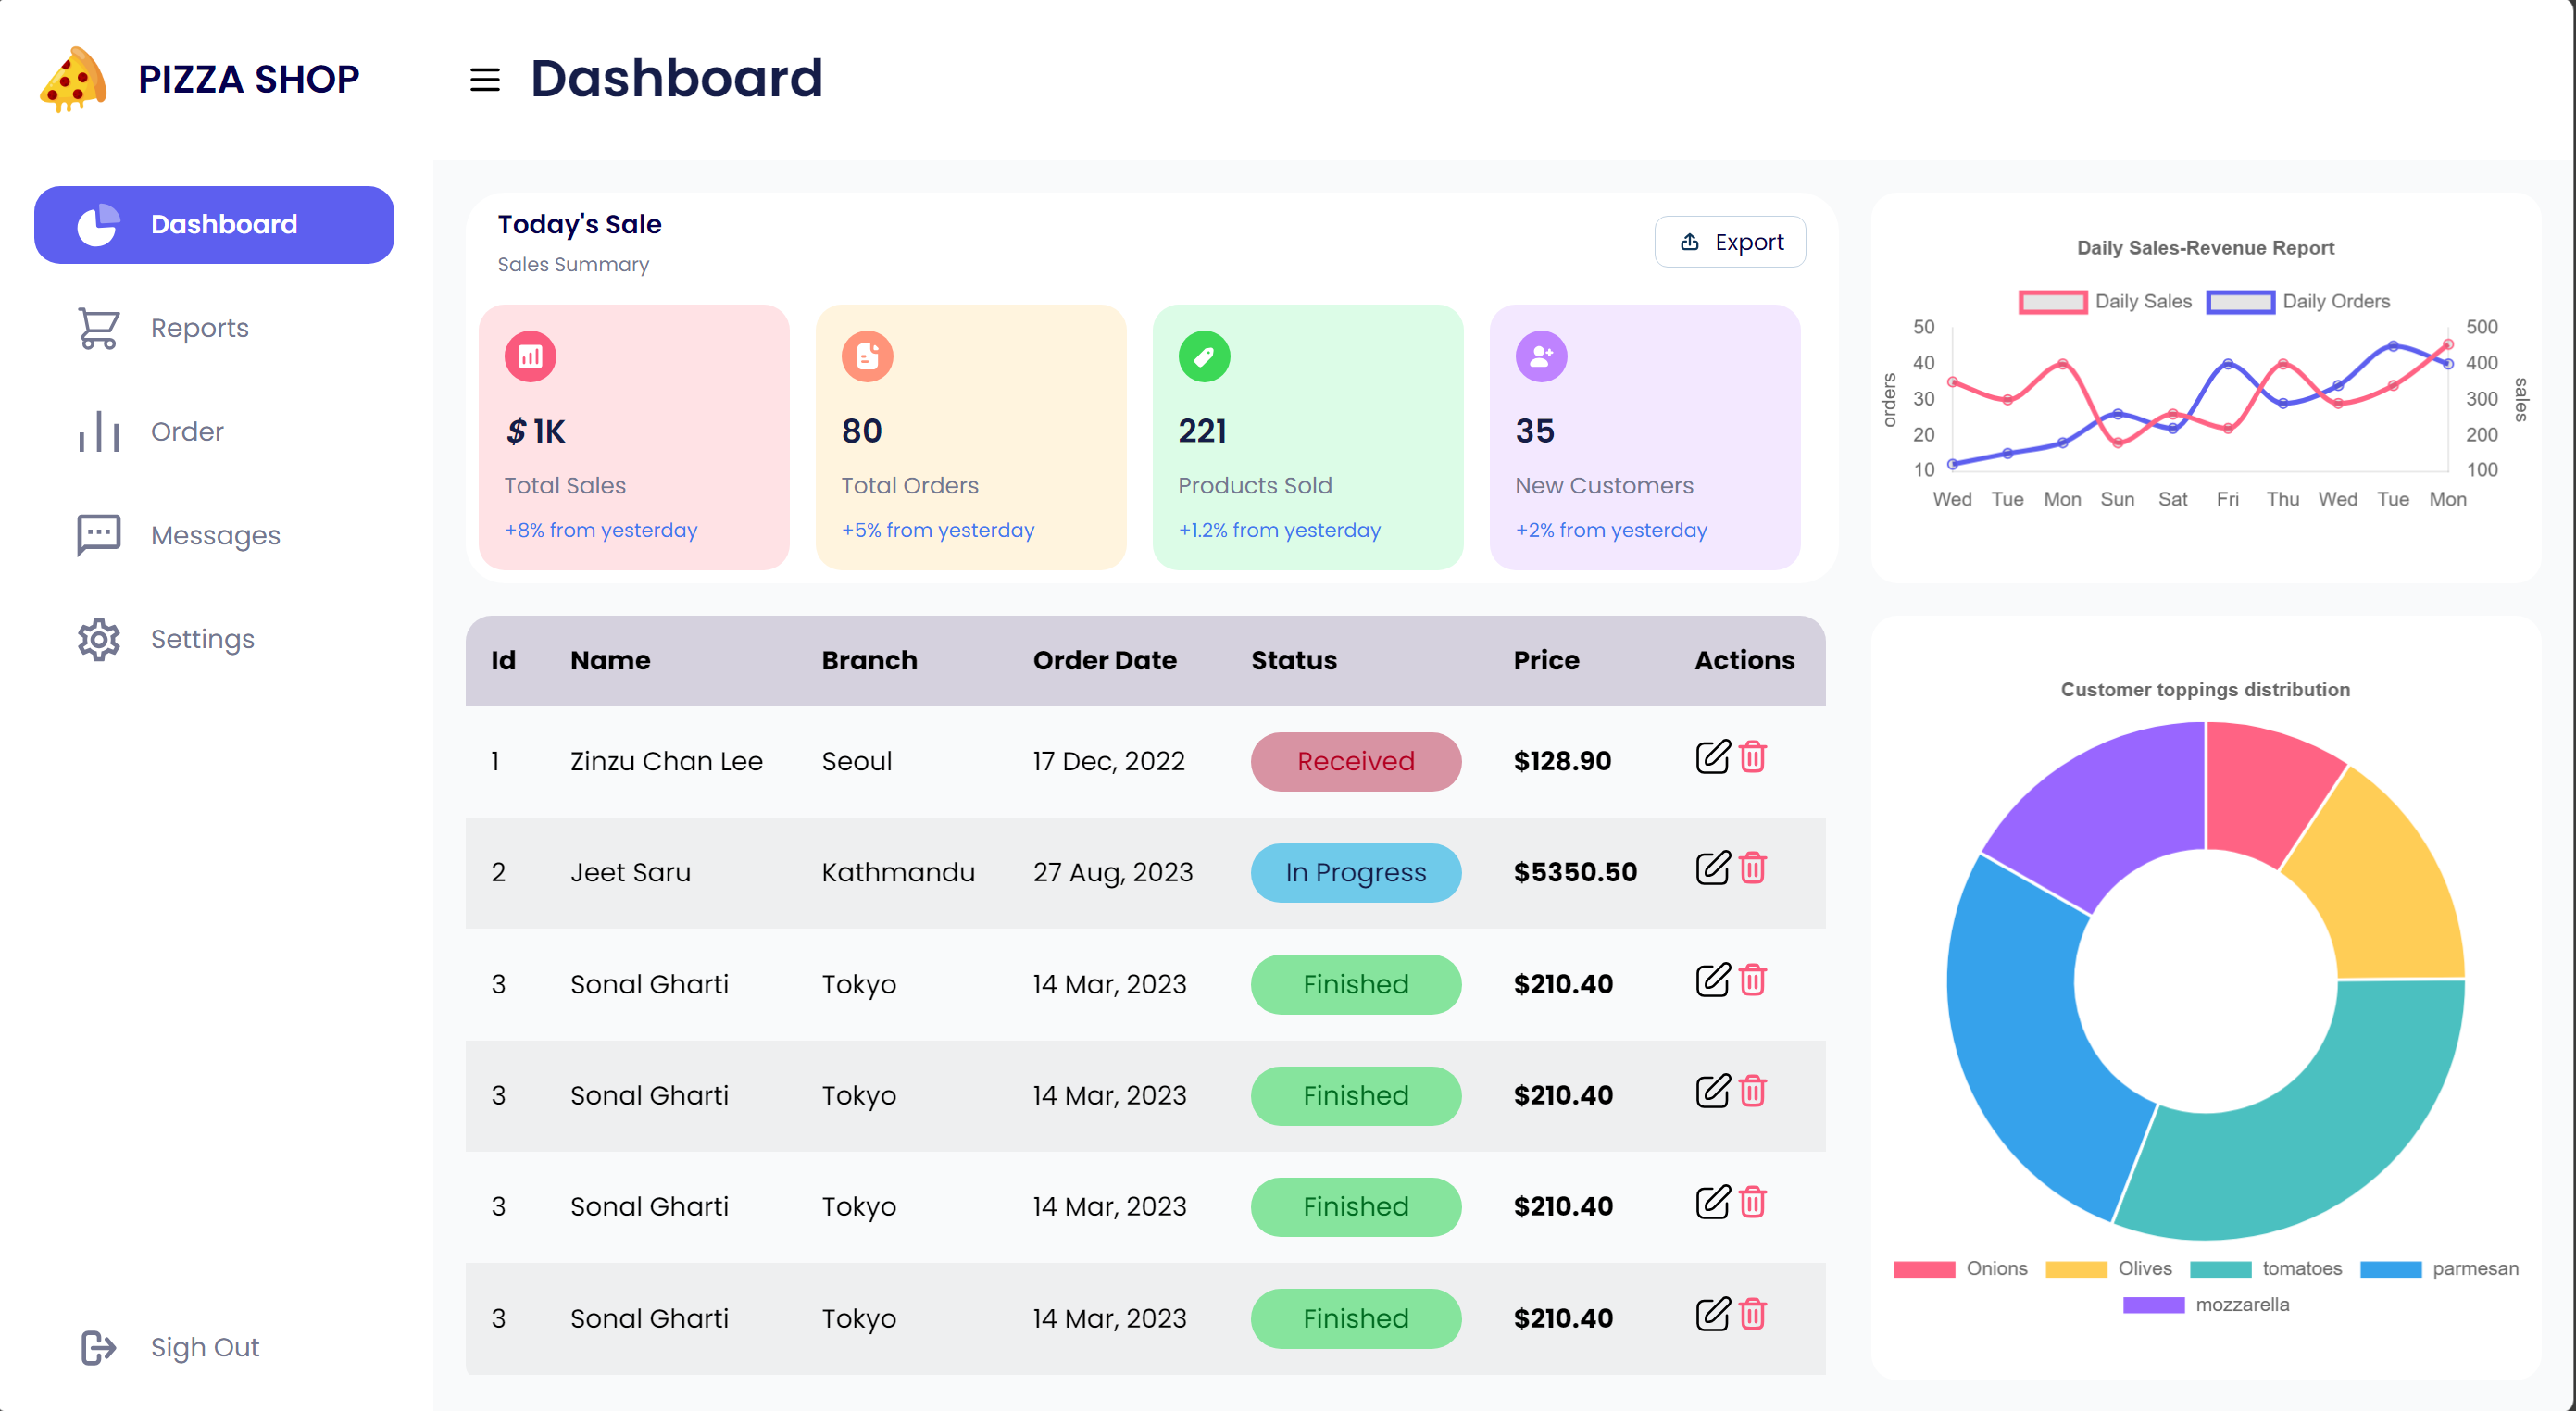 PIZZA SHOP
Dashboard
Reports
Order
Messages
Settings
Sigh Out
Dashboard
Today's Sale
Sales Summary
Export
$ 1K
Total Sales
+8% from yesterday
80
Total Orders
+5% from yesterday
221
Products Sold
+1.2% from yesterday
35
New Customers
+2% from yesterday
Daily Sales-Revenue Report
Daily Sales Daily Orders
50 500
40 400
30 300
20 200
10 100
orders
sales
Wed Tue Mon Sun Sat Fri Thu Wed Tue Mon
Id Name Branch Order Date Status Price Actions
1 Zinzu Chan Lee Seoul 17 Dec, 2022 Received $128.90
2 Jeet Saru Kathmandu 27 Aug, 2023 In Progress $5350.50
3 Sonal Gharti Tokyo 14 Mar, 2023 Finished $210.40
3 Sonal Gharti Tokyo 14 Mar, 2023 Finished $210.40
3 Sonal Gharti Tokyo 14 Mar, 2023 Finished $210.40
3 Sonal Gharti Tokyo 14 Mar, 2023 Finished $210.40
Customer toppings distribution
Onions Olives tomatoes parmesan
mozzarella